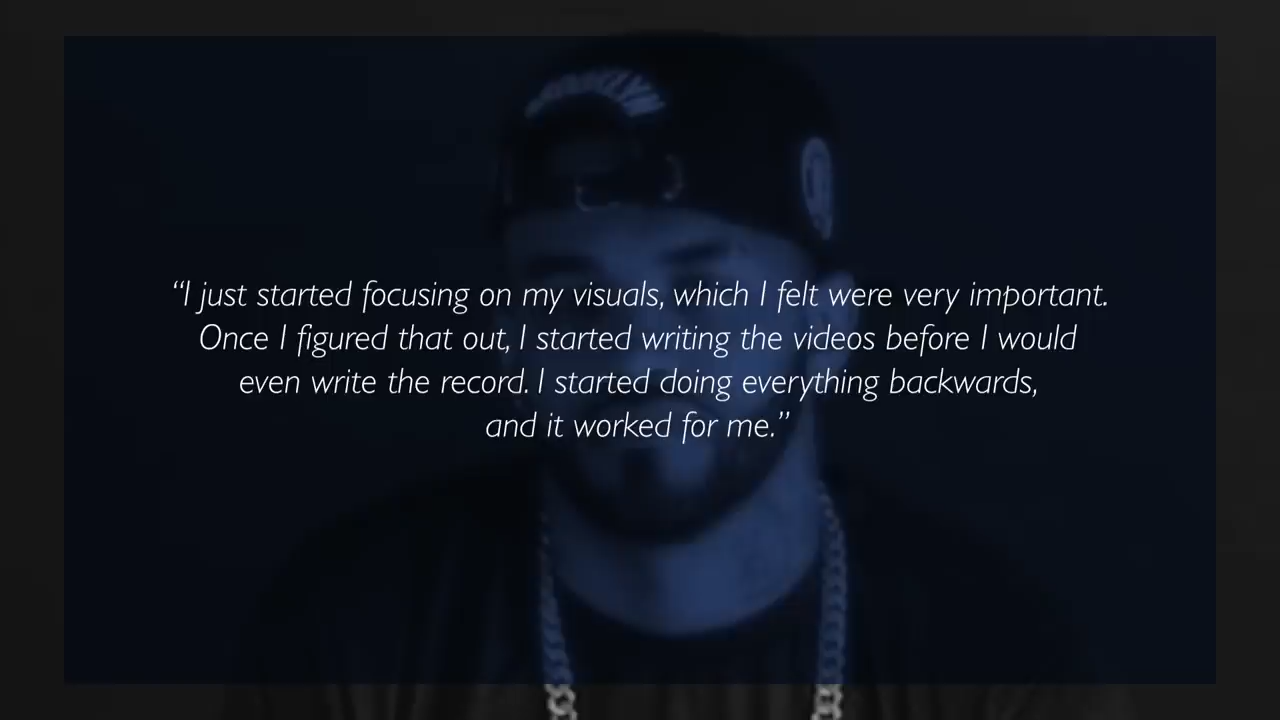 “I just started focusing on my visuals, which I felt were very important.
Once I figured that out, I started writing the videos before I would
even write the record. I started doing everything backwards,
and it worked for me.”